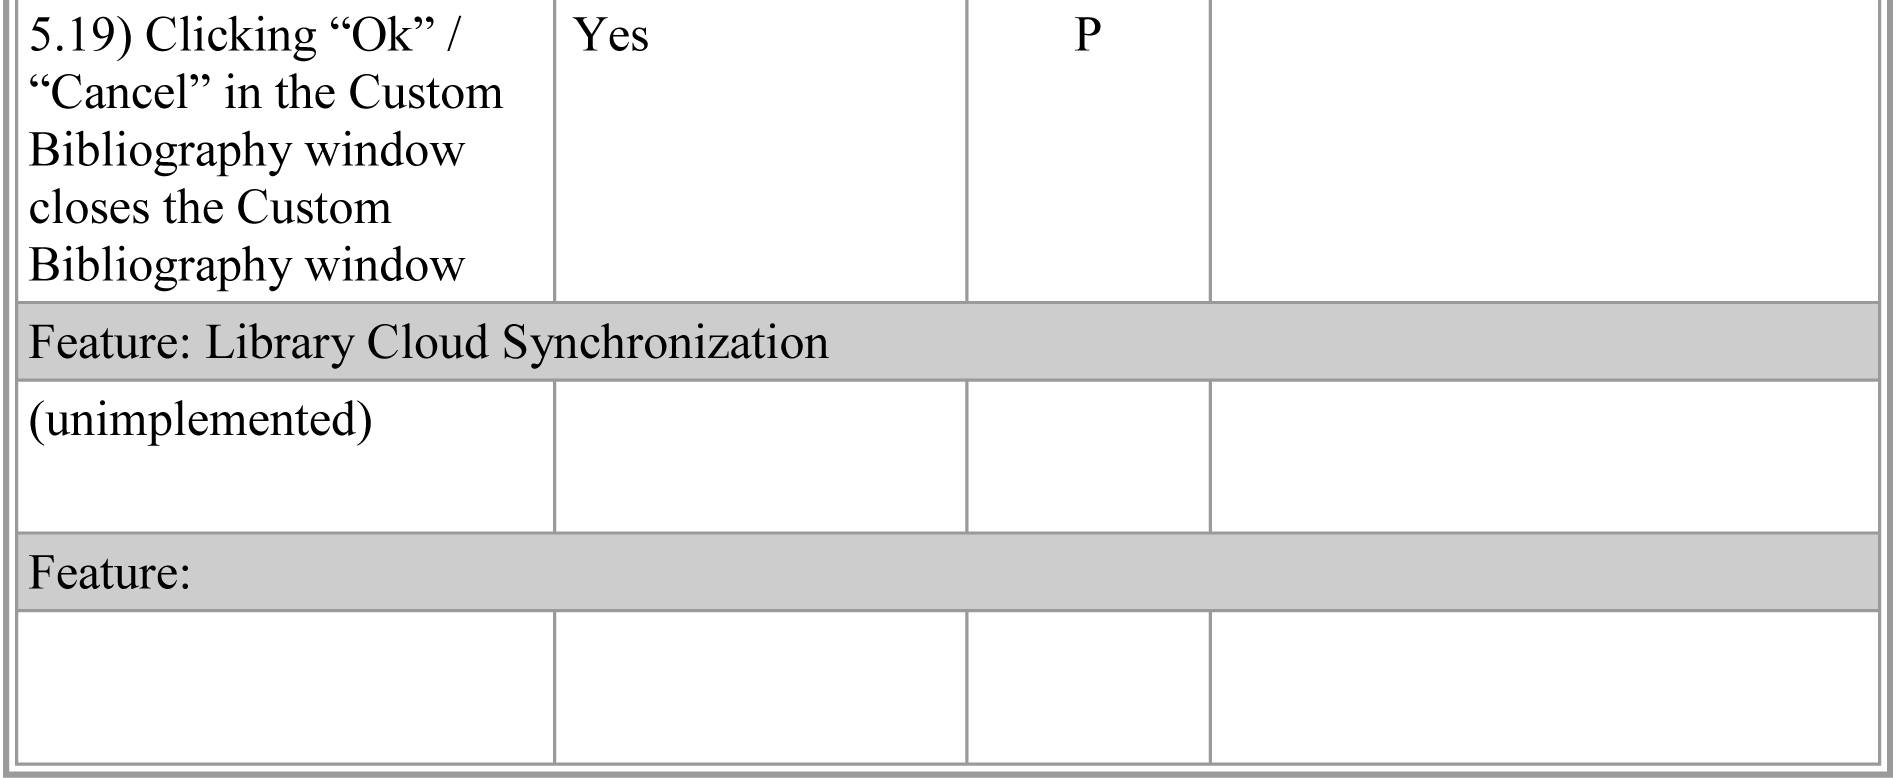 5.19) Clicking “Ok” /
“Cancel” in the Custom
Bibliography window
closes the Custom
Bibliography window
Yes
P
Feature: Library Cloud Synchronization
(unimplemented)
Feature: